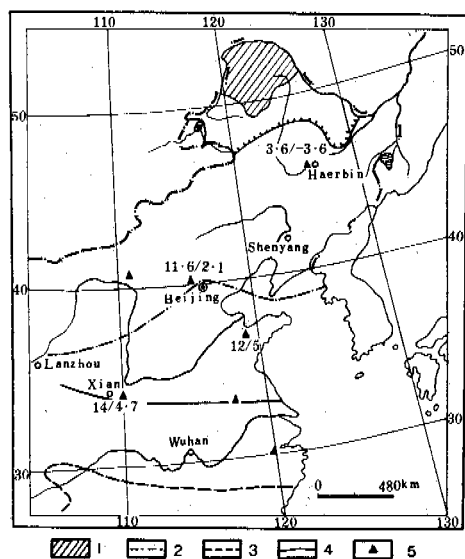 120
130
50
50
3·6/-3·6
Haerbin
1
Shenyang
11·6/2·1
40
40
Beijing
12/5
Lanzhou
Xian
14/4·7
Wuhan
30
30
0 480km
110
120
130
1 2 3 4 5